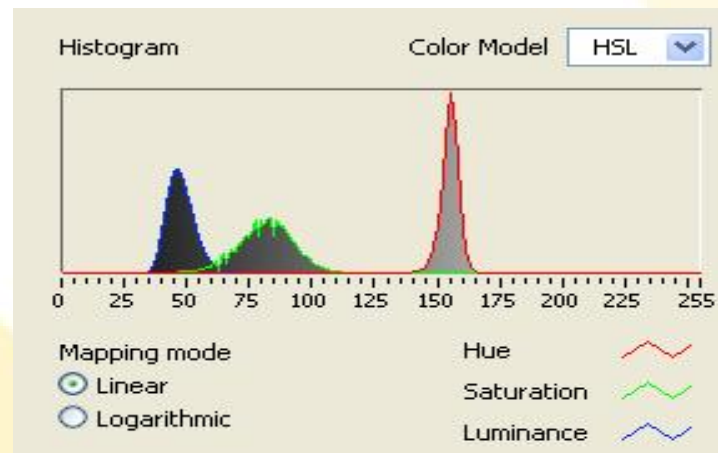 Histogram Color Model HSL
0 25 50 75 100 125 150 175 200 225 255
Mapping mode
Linear
Logarithmic
Hue
Saturation
Luminance